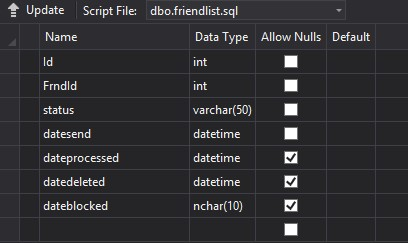 Update Script File: dbo.friendlist.sql
Name Data Type Allow Nulls Default
Id int
FrndId int
status varchar(50)
datesend datetime
dateprocessed datetime
datedeleted datetime
dateblocked nchar(10)